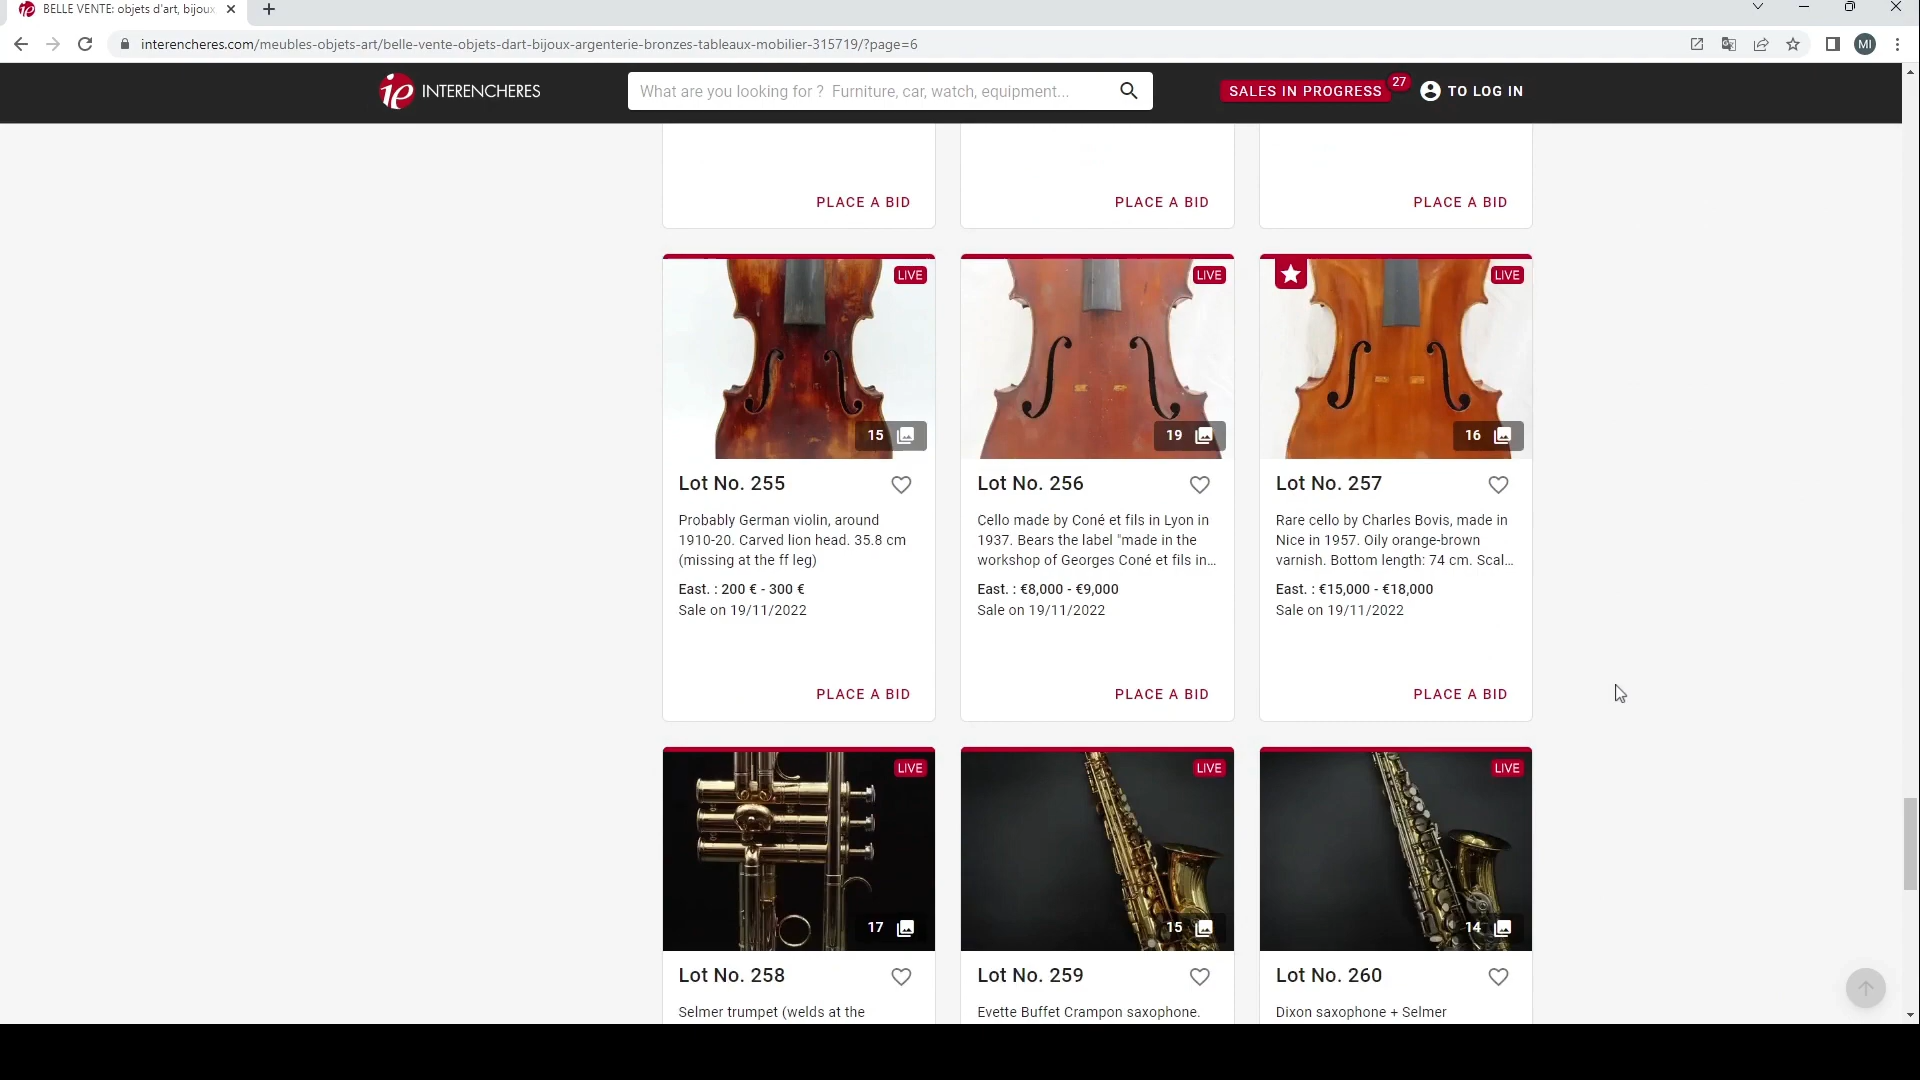 BELLE VENTE: objets d'art, bijoux
interencheres.com/meubles-objets-art/belle-vente-objets-dart-bijoux-argenterie-bronzes-tableaux-mobilier-315719/?page=6
MI
ie INTERENCHERES
What are you looking for ? Furniture, car, watch, equipment...
SALES IN PROGRESS 27
TO LOG IN
PLACE A BID PLACE A BID PLACE A BID
LIVE LIVE LIVE
15 19 16
Lot No. 255
Probably German violin, around
1910-20. Carved lion head. 35.8 cm
(missing at the ff leg)
East. : 200 € - 300 €
Sale on 19/11/2022
PLACE A BID
Lot No. 256
Cello made by Coné et fils in Lyon in
1937. Bears the label "made in the
workshop of Georges Coné et fils in...
East. : €8,000 - €9,000
Sale on 19/11/2022
PLACE A BID
Lot No. 257
Rare cello by Charles Bovis, made in
Nice in 1957. Oily orange-brown
varnish. Bottom length: 74 cm. Scal...
East. : €15,000 - €18,000
Sale on 19/11/2022
PLACE A BID
LIVE LIVE LIVE
17 15 14
Lot No. 258
Selmer trumpet (welds at the
Lot No. 259
Evette Buffet Crampon saxophone.
Lot No. 260
Dixon saxophone + Selmer